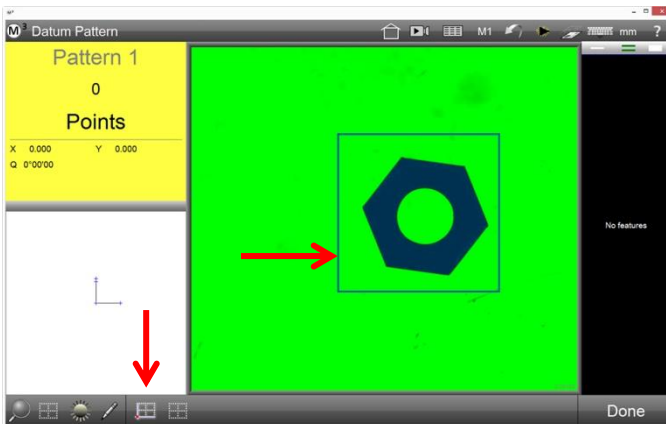 M³
M³ Datum Pattern
M1
mm
?
Pattern 1
0
Points
X 0.000 Y 0.000
Q 0°00'00
No features
Done